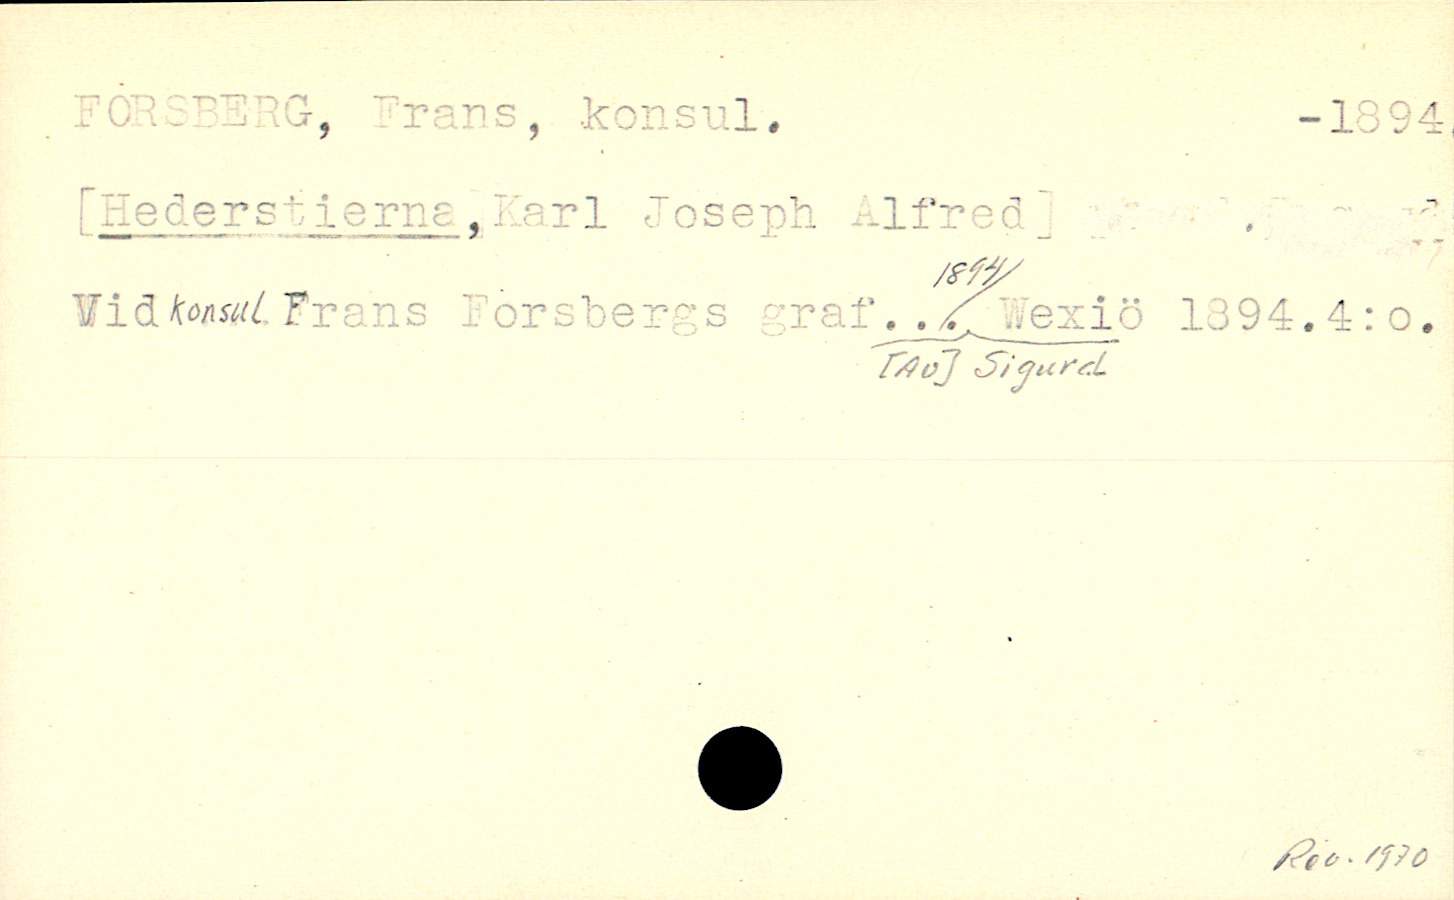 FORSBERG, Frans, konsul. -1894.
[Hederstierna, Karl Joseph Alfred]
1894/
Vid konsul Frans Forsbergs graf... Wexiö 1894.4:o.
[Av] Sigurd
Rev. 1970